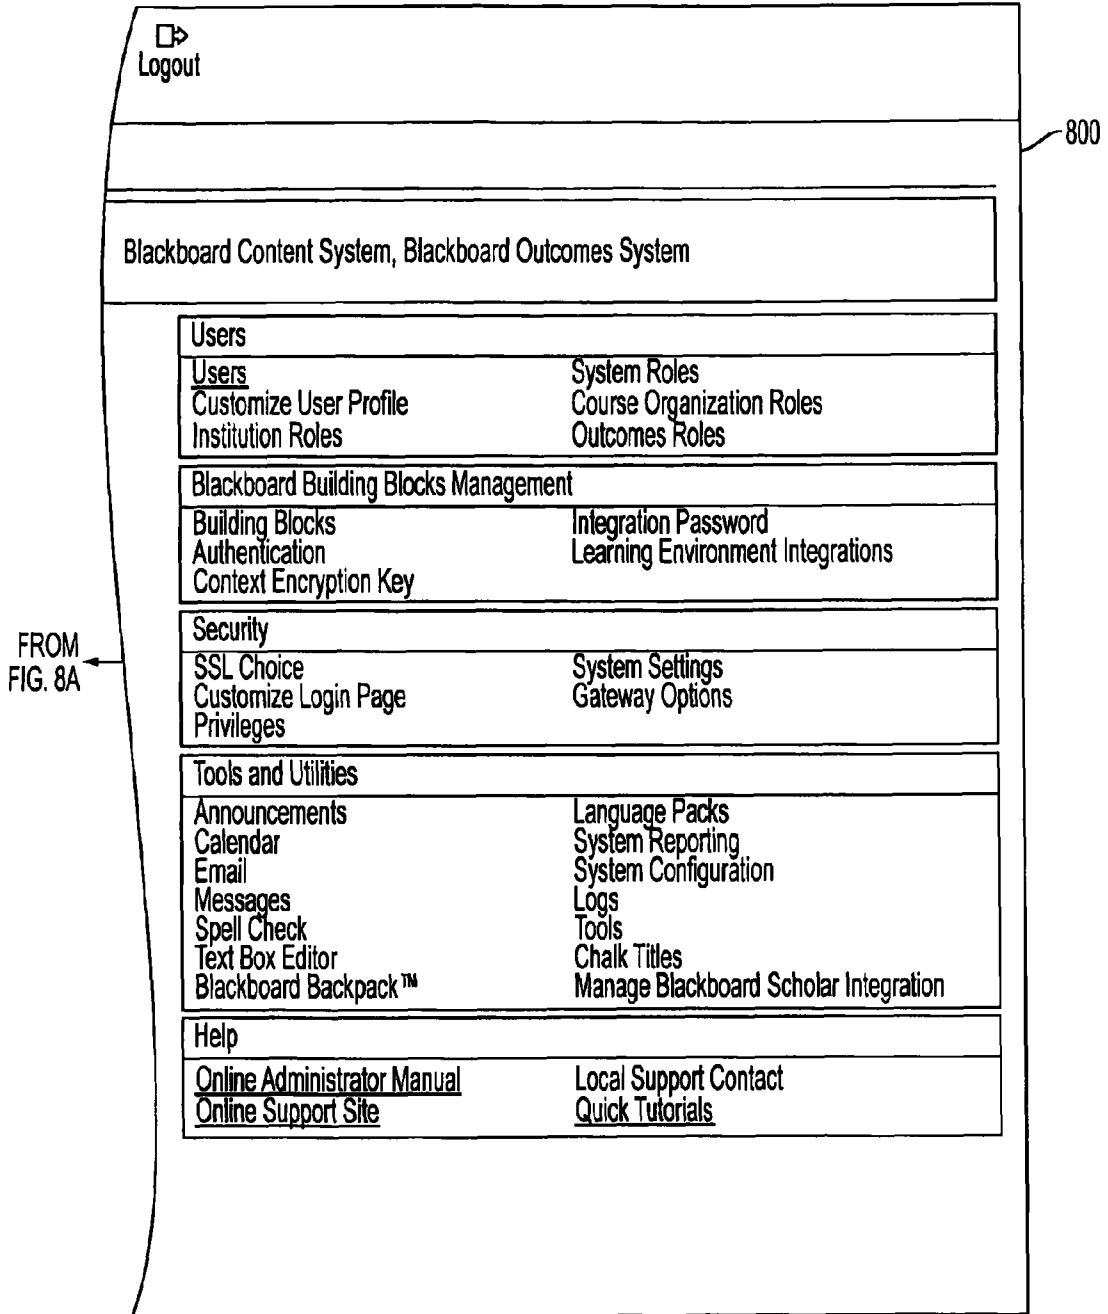 Logout
800
Blackboard Content System, Blackboard Outcomes System
Users
Users
System Roles
Customize User Profile
Course Organization Roles
Institution Roles
Outcomes Roles
Blackboard Building Blocks Management
Building Blocks
Integration Password
Authentication
Learning Environment Integrations
Context Encryption Key
FROM
FIG. 8A
Security
SSL Choice
System Settings
Customize Login Page
Gateway Options
Privileges
Tools and Utilities
Announcements
Language Packs
Calendar
System Reporting
Email
System Configuration
Messages
Logs
Spell Check
Tools
Text Box Editor
Chalk Titles
Blackboard Backpack™
Manage Blackboard Scholar Integration
Help
Online Administrator Manual
Local Support Contact
Online Support Site
Quick Tutorials